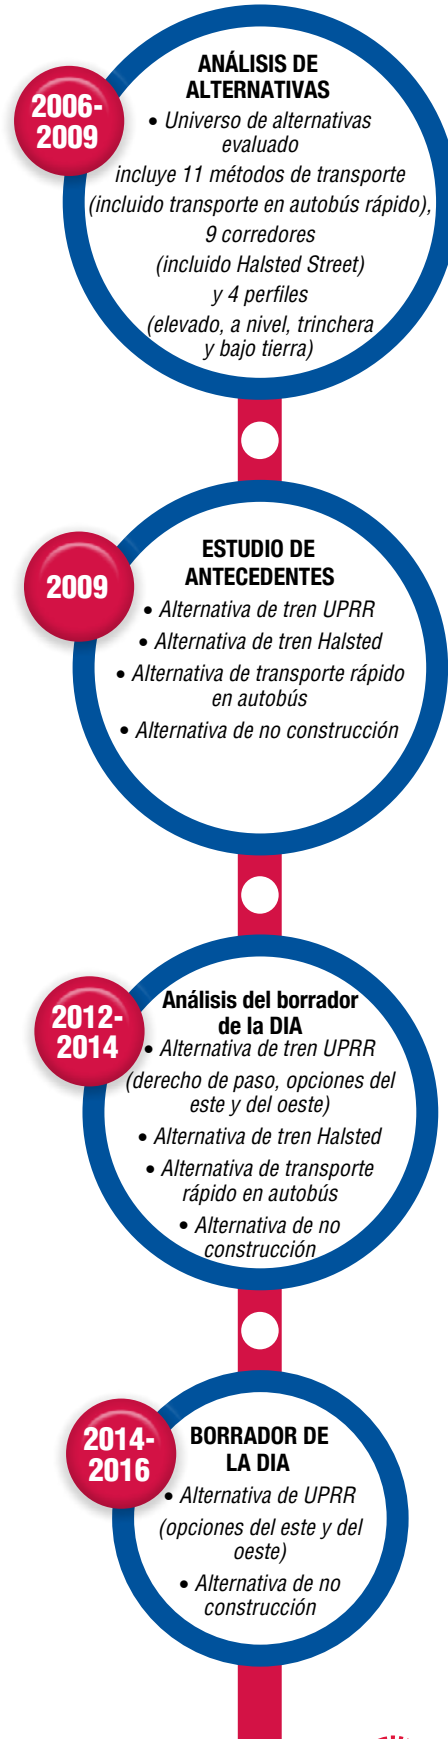 2006-
2009
ANÁLISIS DE
ALTERNATIVAS
• Universo de alternativas
evaluado
incluye 11 métodos de transporte
(incluido transporte en autobús rápido),
9 corredores
(incluido Halsted Street)
y 4 perfiles
(elevado, a nivel, trinchera
y bajo tierra)
2009
ESTUDIO DE
ANTECEDENTES
• Alternativa de tren UPRR
• Alternativa de tren Halsted
• Alternativa de transporte rápido
en autobús
• Alternativa de no construcción
2012-
2014
Análisis del borrador
de la DIA
• Alternativa de tren UPRR
(derecho de paso, opciones del
este y del oeste)
• Alternativa de tren Halsted
• Alternativa de transporte
rápido en autobús
• Alternativa de no
construcción
2014-
2016
BORRADOR DE
LA DIA
• Alternativa de UPRR
(opciones del este y del
oeste)
• Alternativa de no
construcción